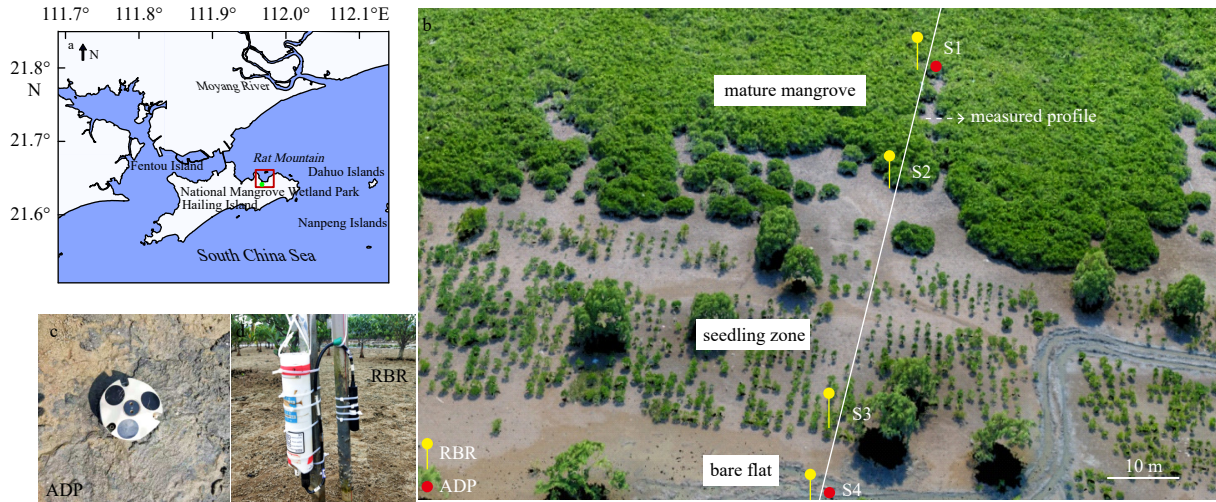 111.7° 111.8° 111.9° 112.0° 112.1°E
a
N
21.8°
N
21.7°
21.6°
Moyang River
Rat Mountain
Fentou Island
Dahuo Islands
National Mangrove Wetland Park
Hailing Island
Nanpeng Islands
South China Sea
b
S1
mature mangrove
measured profile
S2
seedling zone
S3
RBR
bare flat
ADP
S4
10 m
c
ADP
d
RBR